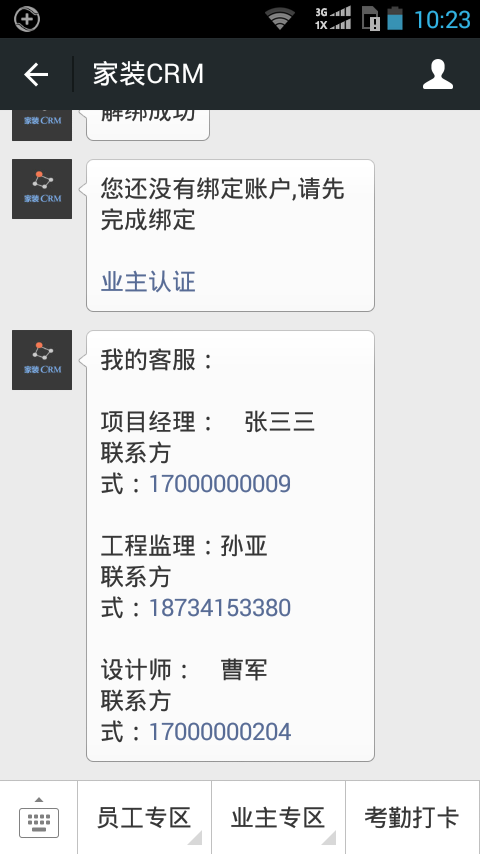 3G
1X
10:23
家装CRM
解绑成功
家装CRM
您还没有绑定账户,请先
完成绑定
家装CRM
业主认证
我的客服：
家装CRM
项目经理： 张三三
联系方
式：17000000009
工程监理：孙亚
联系方
式：18734153380
设计师： 曹军
联系方
式：17000000204
员工专区
业主专区
考勤打卡